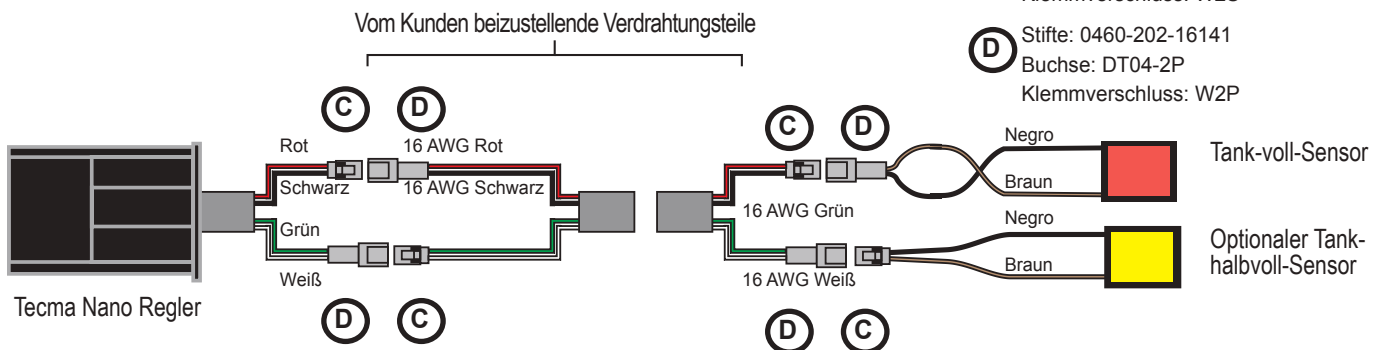 Vom Kunden beizustellende Verdrahtungsteile
D
Stifte: 0460-202-16141
Buchse: DT04-2P
Klemmverschluss: W2P
C
D
Rot
16 AWG Rot
Schwarz
16 AWG Schwarz
Grün
Weiß
D
C
Tecma Nano Regler
C
D
16 AWG Grün
16 AWG Weiß
D
C
Negro
Braun
Tank-voll-Sensor
Negro
Braun
Optionaler Tank-
halbvoll-Sensor